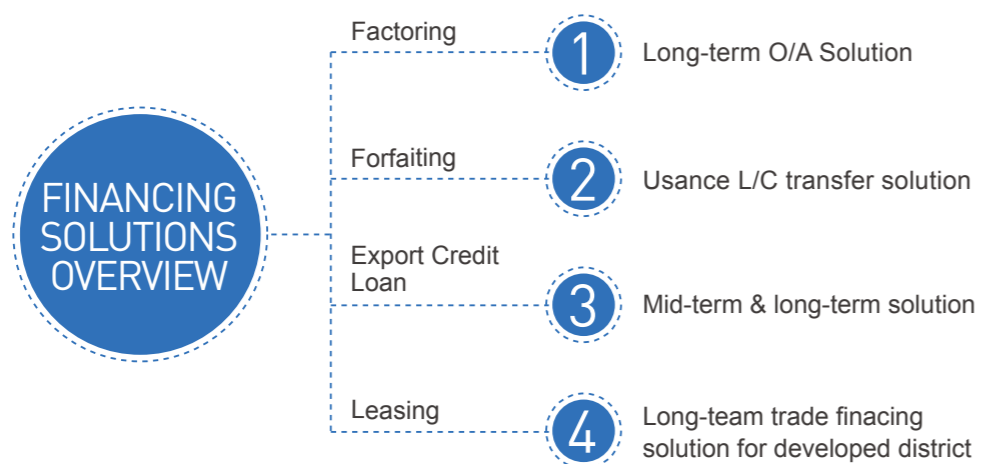 FINANCING
SOLUTIONS
OVERVIEW
Factoring
1
Long-term O/A Solution
Forfaiting
2
Usance L/C transfer solution
Export Credit
Loan
3
Mid-term & long-term solution
Leasing
4
Long-team trade finacing
solution for developed district